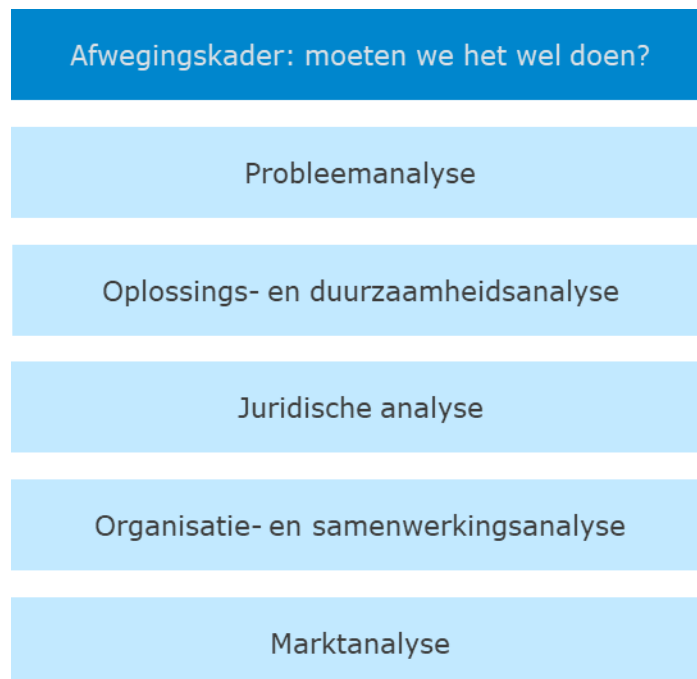 Afwegingskader: moeten we het wel doen?
Probleemanalyse
Oplossings- en duurzaamheidsanalyse
Juridische analyse
Organisatie- en samenwerkingsanalyse
Marktanalyse